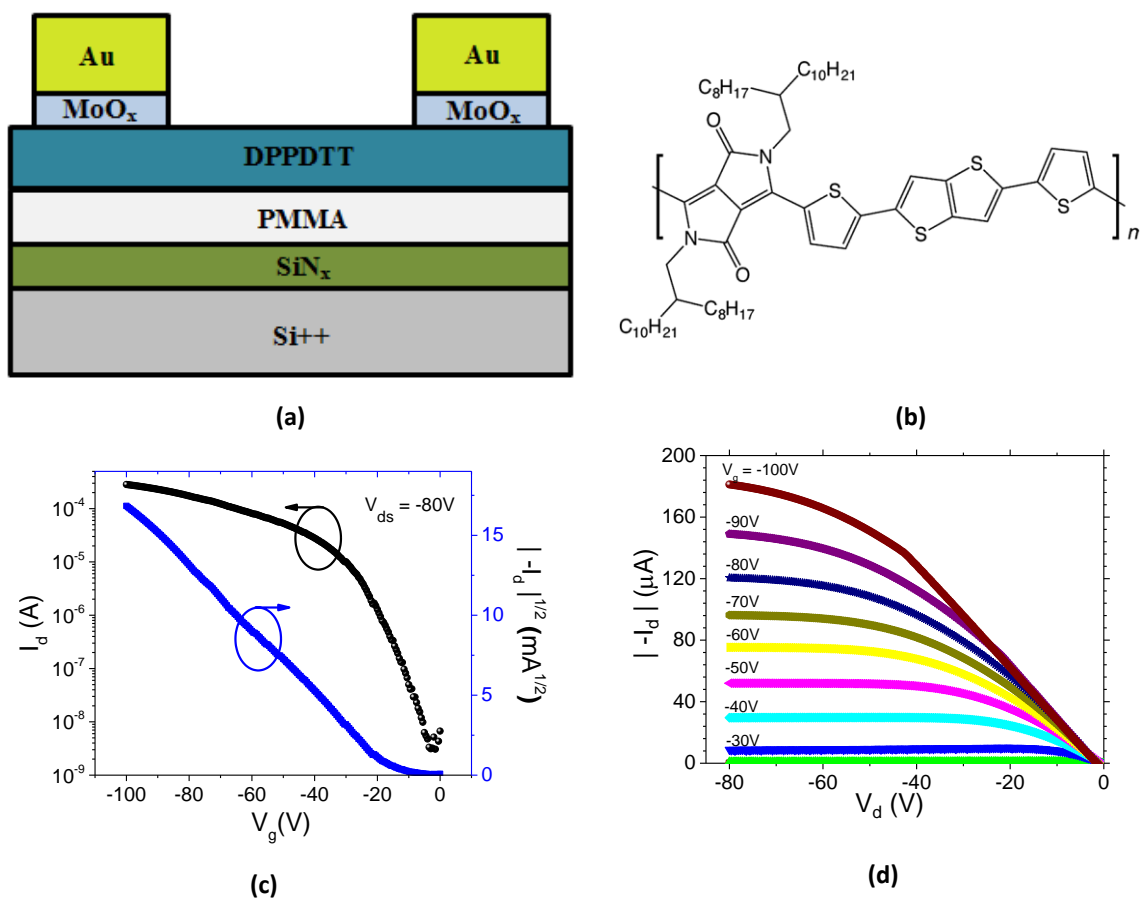 Au
Au
MoOx
MoOx
DPPDTT
PMMA
SiNx
Si++
(a)
C10H21
C8H17
O
N
S
S
S
S
N
O
n
C8H17
C10H21
(b)
Vds = -80V
10^-4
10^-5
10^-6
10^-7
10^-8
10^-9
15
10
5
0
-100 -80 -60 -40 -20 0
Id (A)
Vg(V)
| -Id |^1/2 (mA^1/2)
(c)
Vg = -100V
-90V
-80V
-70V
-60V
-50V
-40V
-30V
200
160
120
80
40
0
-80 -60 -40 -20 0
| -Id | (μA)
Vd (V)
(d)